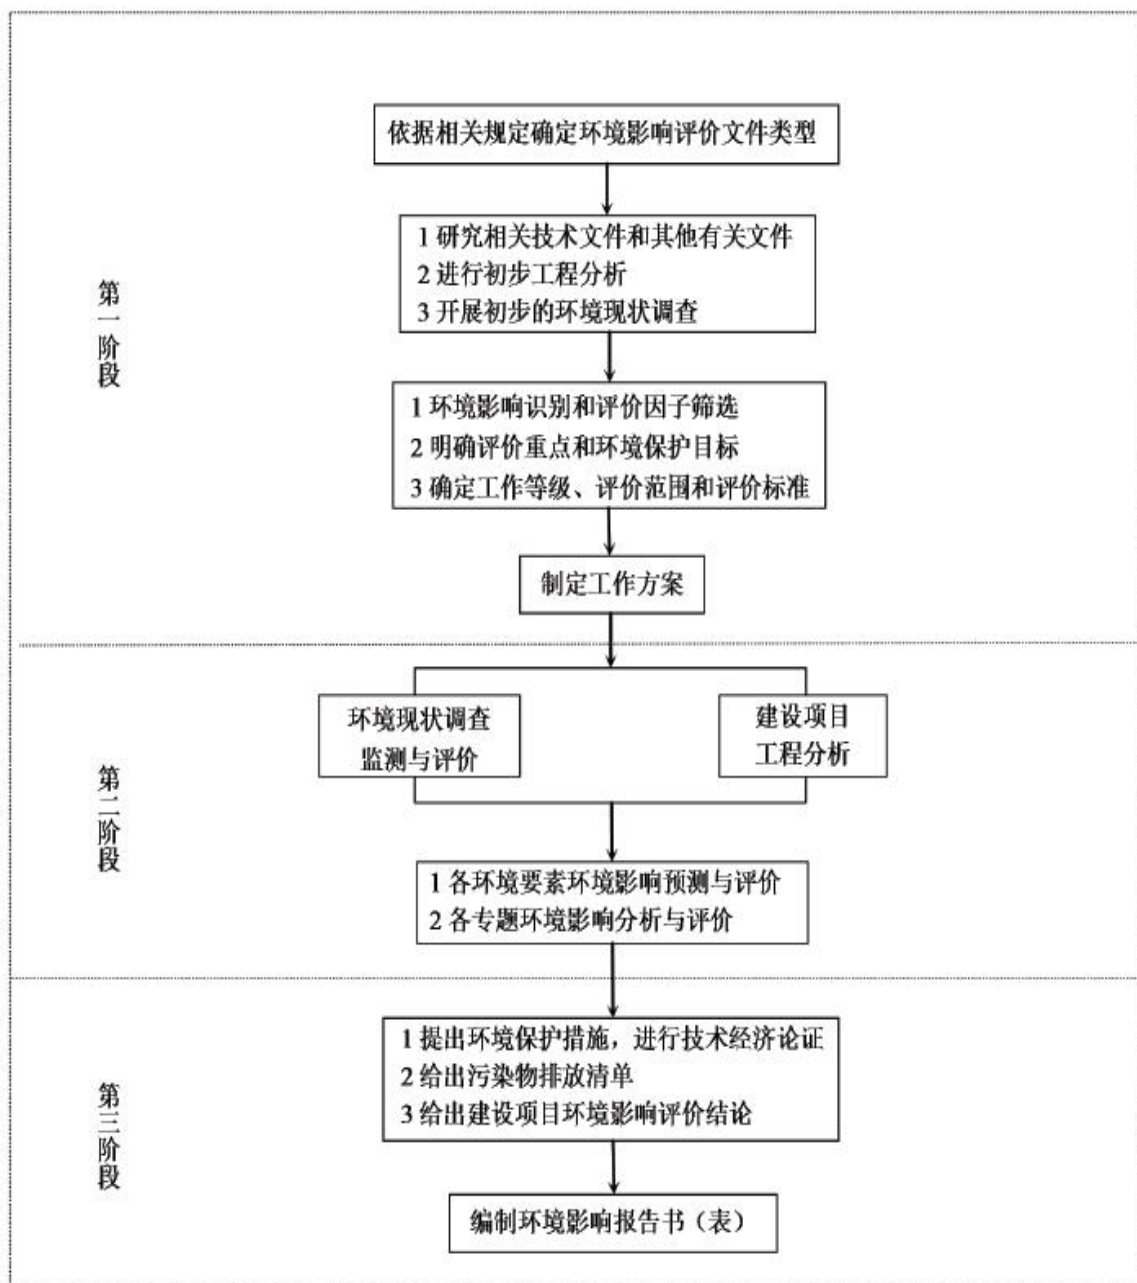 第一阶段
依据相关规定确定环境影响评价文件类型
1 研究相关技术文件和其他有关文件
2 进行初步工程分析
3 开展初步的环境现状调查
1 环境影响识别和评价因子筛选
2 明确评价重点和环境保护目标
3 确定工作等级、评价范围和评价标准
制定工作方案
第二阶段
环境现状调查
监测与评价
建设项目
工程分析
1 各环境要素环境影响预测与评价
2 各专题环境影响分析与评价
第三阶段
1 提出环境保护措施，进行技术经济论证
2 给出污染物排放清单
3 给出建设项目环境影响评价结论
编制环境影响报告书（表）